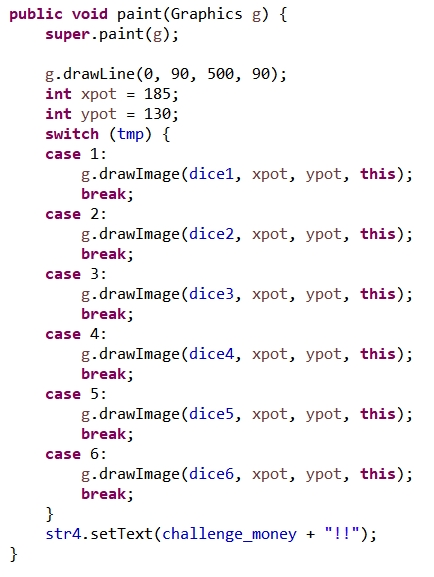 public void paint(Graphics g) {
    super.paint(g);

    g.drawLine(0, 90, 500, 90);
    int xpot = 185;
    int ypot = 130;
    switch (tmp) {
    case 1:
        g.drawImage(dice1, xpot, ypot, this);
        break;
    case 2:
        g.drawImage(dice2, xpot, ypot, this);
        break;
    case 3:
        g.drawImage(dice3, xpot, ypot, this);
        break;
    case 4:
        g.drawImage(dice4, xpot, ypot, this);
        break;
    case 5:
        g.drawImage(dice5, xpot, ypot, this);
        break;
    case 6:
        g.drawImage(dice6, xpot, ypot, this);
        break;
    }
    str4.setText(challenge_money + "!!");
}